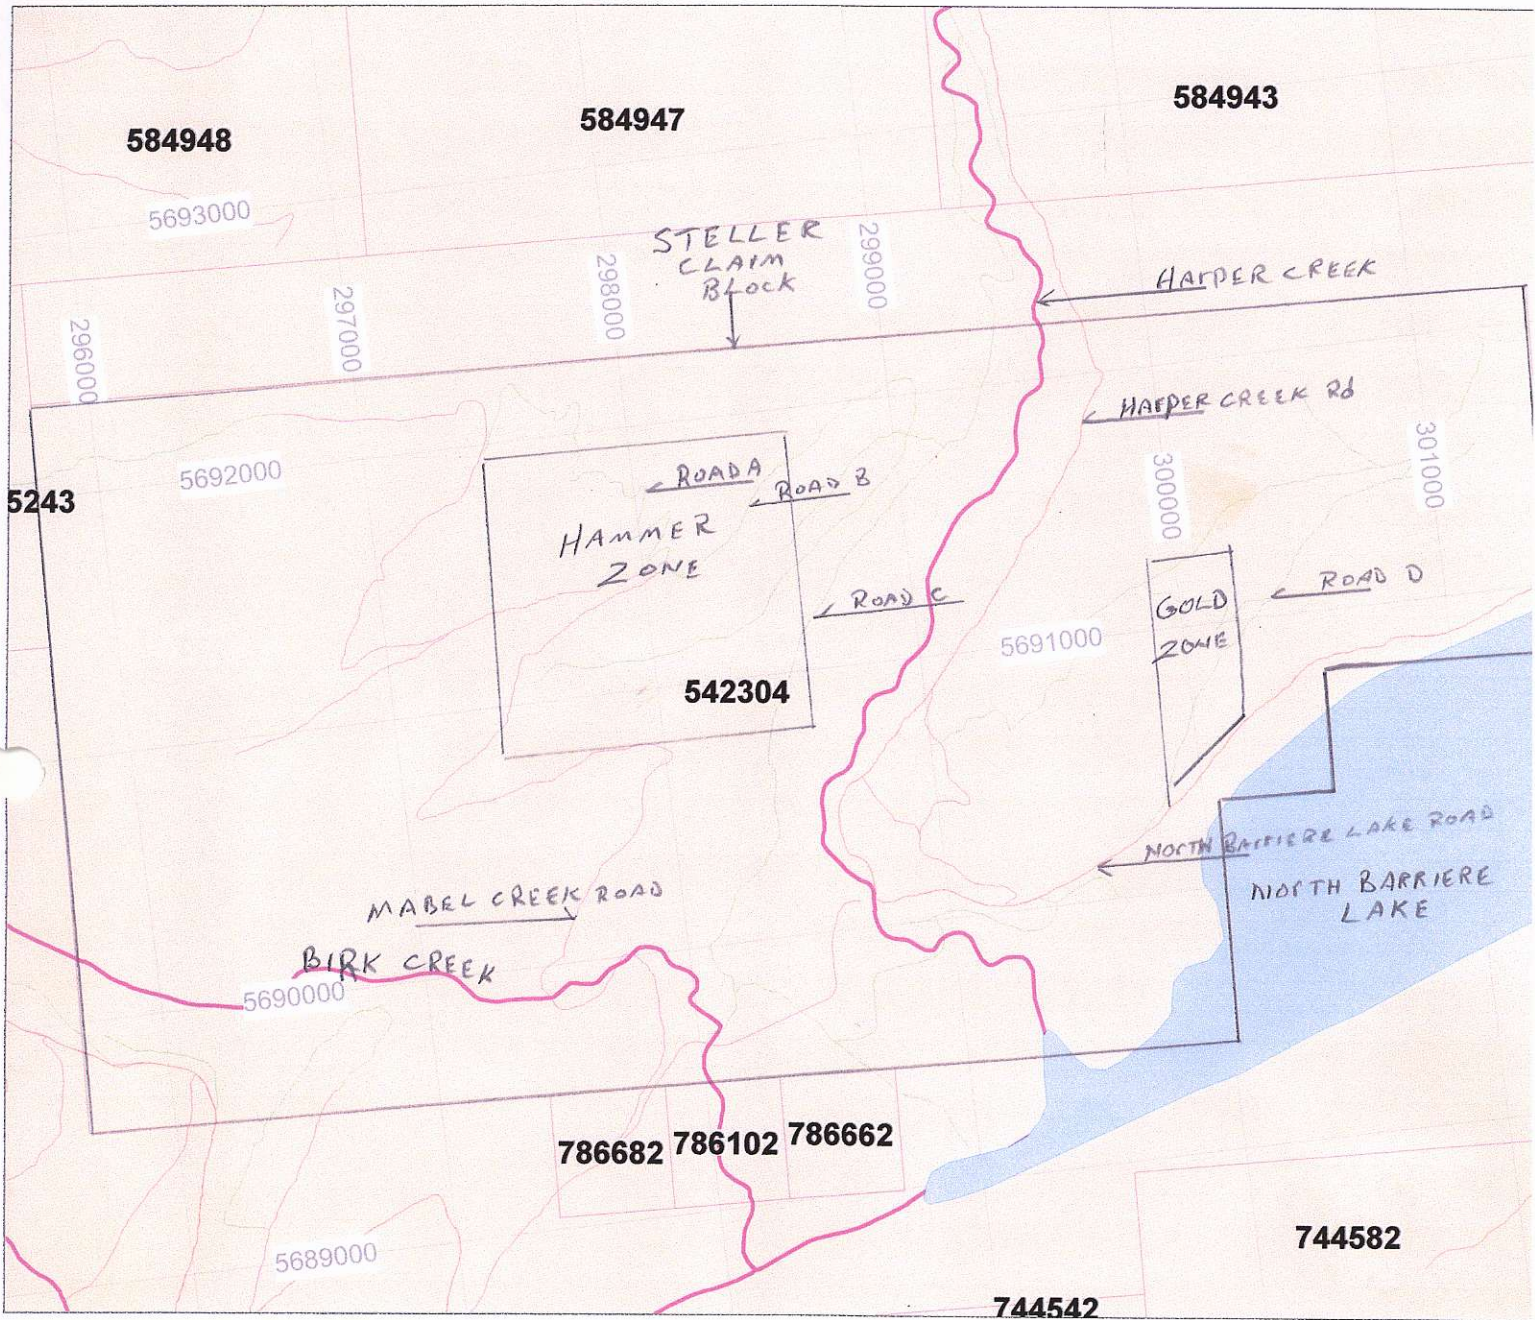 584948
584947
584943
5693000
STELLER
CLAIM
BLOCK
299000
298000
297000
296000
HARPER CREEK
HARPER CREEK Rd
5692000
5243
ROAD A
ROAD B
HAMMER
ZONE
ROAD C
542304
300000
301000
5691000
GOLD
ZONE
ROAD D
NORTH BARRIERE LAKE ROAD
NORTH BARRIERE
LAKE
MABEL CREEK ROAD
BIRK CREEK
5690000
786682
786102
786662
5689000
744582
744542